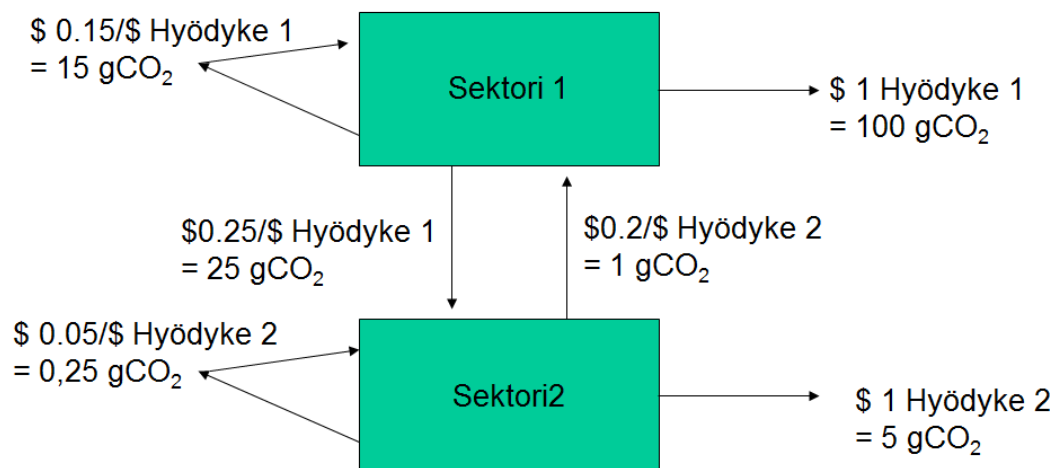 $ 0.15/$ Hyödyke 1
= 15 gCO₂
Sektori 1
$ 1 Hyödyke 1
= 100 gCO₂
$0.25/$ Hyödyke 1
= 25 gCO₂
$0.2/$ Hyödyke 2
= 1 gCO₂
$ 0.05/$ Hyödyke 2
= 0,25 gCO₂
Sektori2
$ 1 Hyödyke 2
= 5 gCO₂